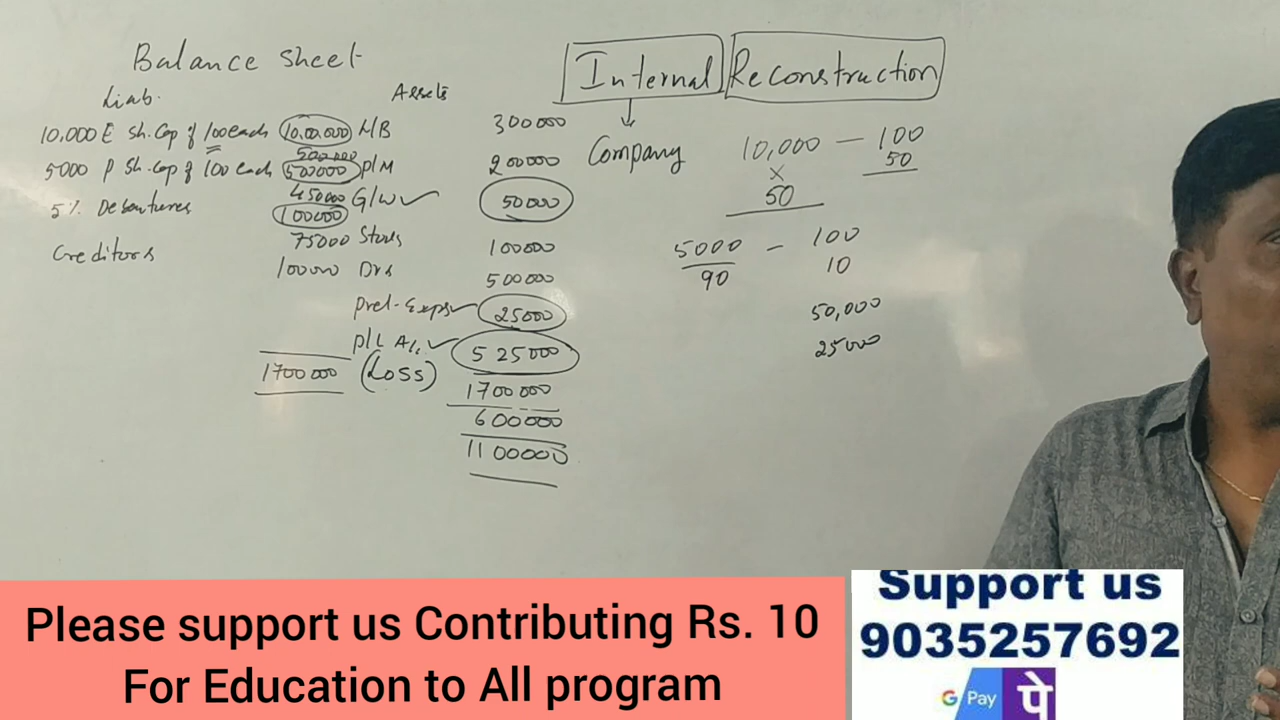 Balance sheet
Liab.
Assets
10,000 E sh.Cap of 100 each 10,00,000 L/B 300000
500000
5000 P sh.Cap of 100 each 500000 P/M 200000
450000 G/W ✓ 50000
5% Debentures 100000
75000 Stores 100000
Creditors 100000 Drs 500000
Prel. Exps ✓ 25000
P/L A/c ✓ 525000
1700000 (Loss) 1700000
600000
1100000
Internal Reconstruction
Company
10,000 — 100
× 50
50
5000 — 100
90 10
50,000
25000
Please support us Contributing Rs. 10
For Education to All program
Support us
9035257692
G Pay पे